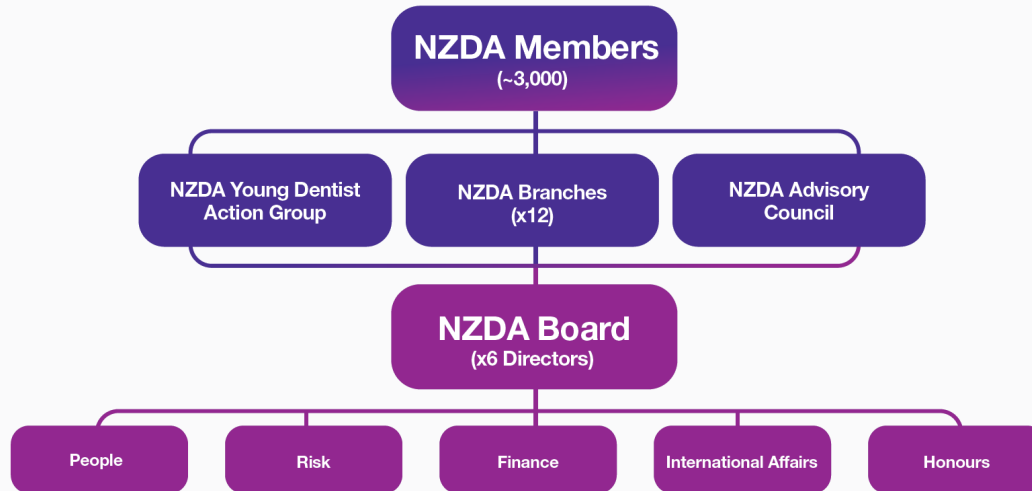 NZDA Members
(~3,000)
NZDA Young Dentist
Action Group
NZDA Branches
(x12)
NZDA Advisory
Council
NZDA Board
(x6 Directors)
People
Risk
Finance
International Affairs
Honours